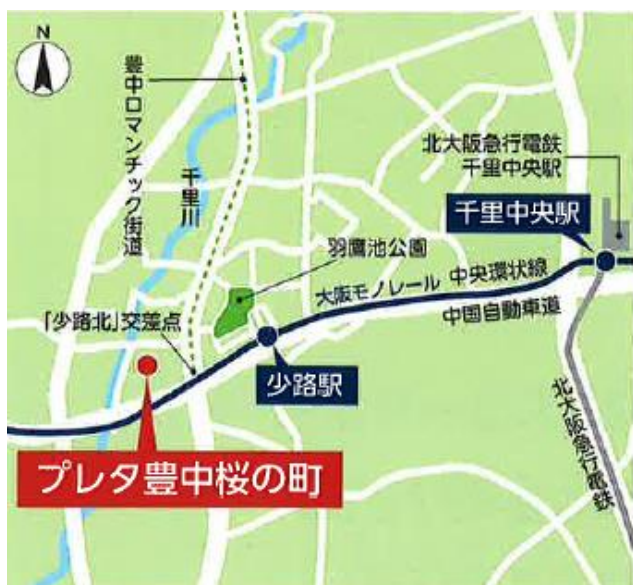 N
豊中ロマンチック街道
千里川
北大阪急行電鉄
千里中央駅
千里中央駅
羽鷹池公園
大阪モノレール 中央環状線
中国自動車道
「少路北」交差点
少路駅
北大阪急行電鉄
プレタ豊中桜の町